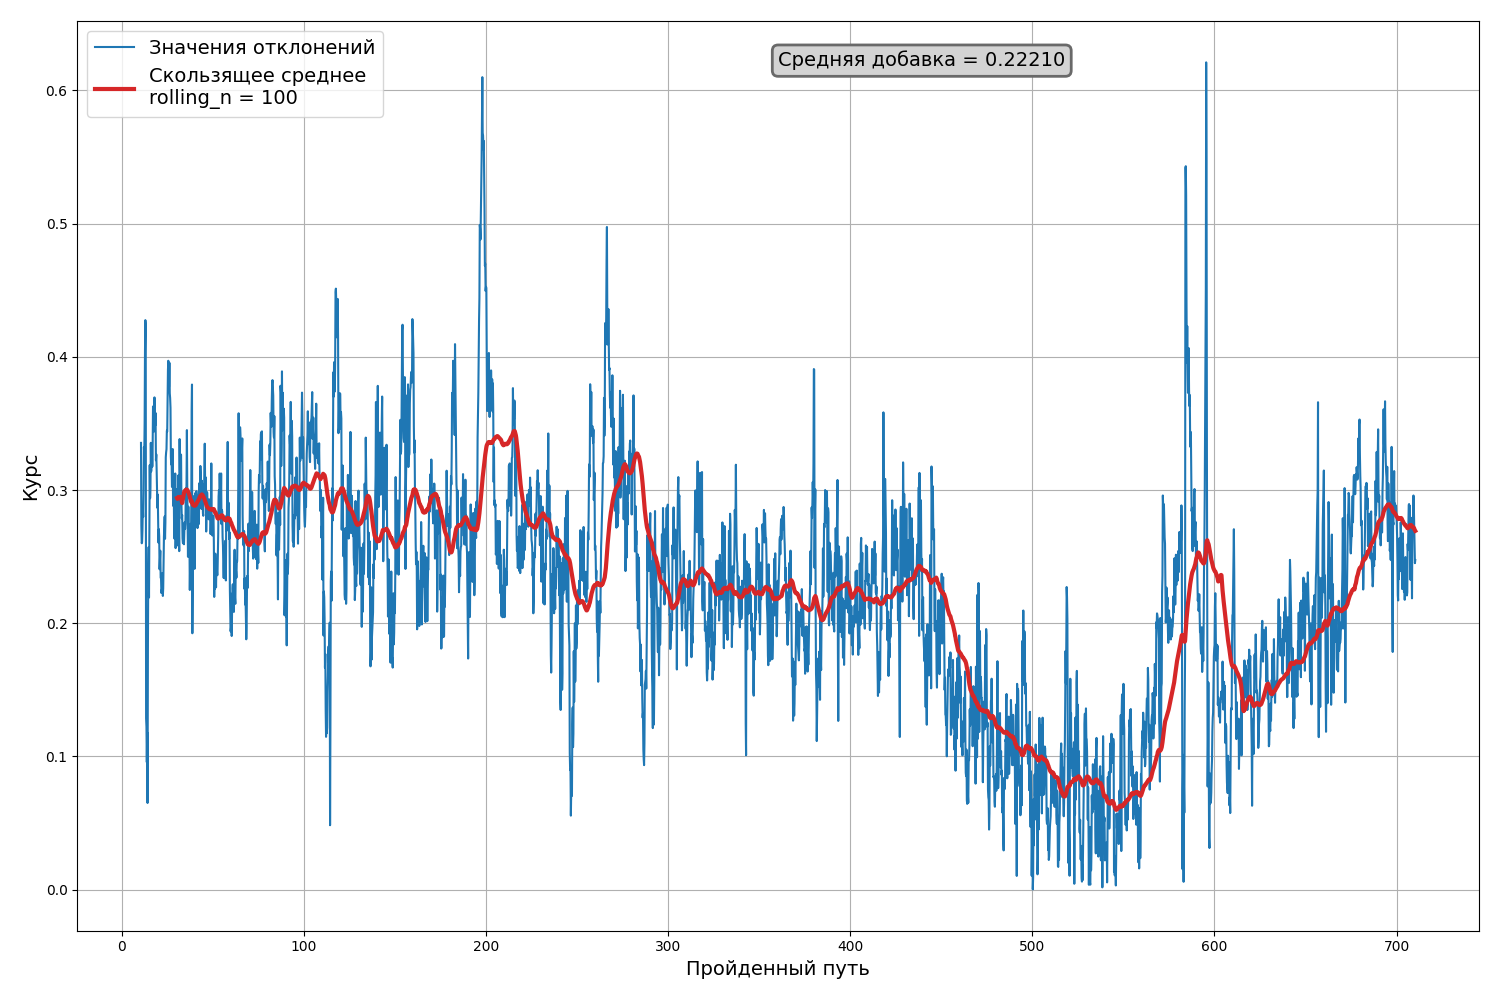 Значения отклонений
Скользящее среднее
rolling_n = 100
Средняя добавка = 0.22210
Курс
0.6
0.5
0.4
0.3
0.2
0.1
0.0
0 100 200 300 400 500 600 700
Пройденный путь